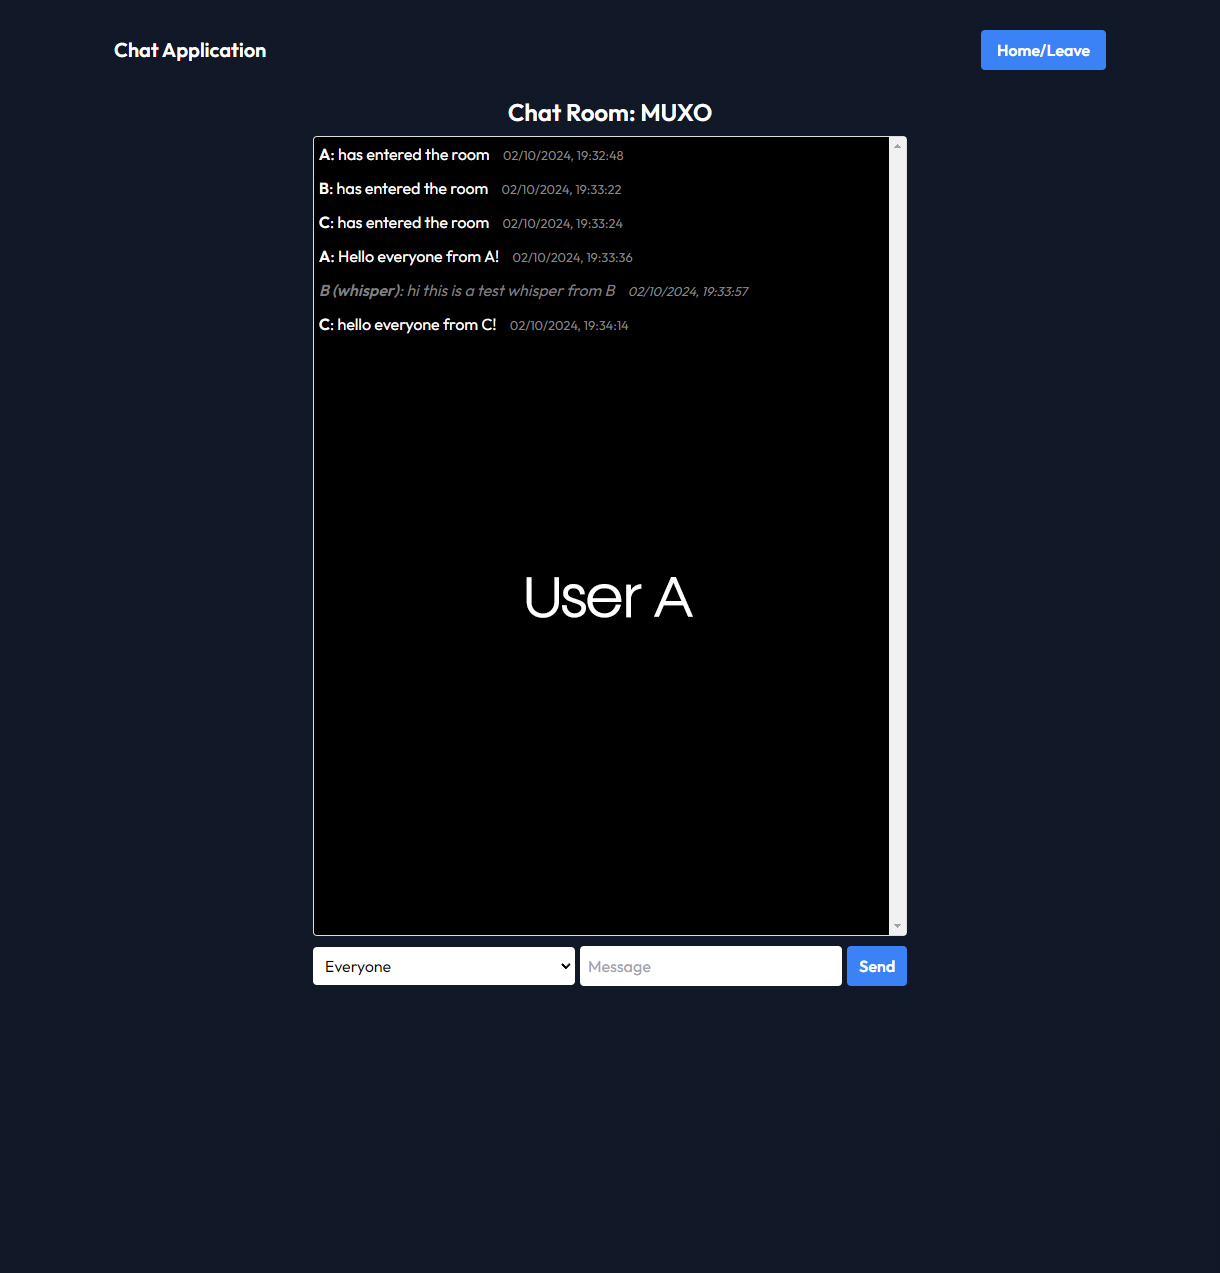 Chat Application
Home/Leave
Chat Room: MUXO
A: has entered the room 02/10/2024, 19:32:48
B: has entered the room 02/10/2024, 19:33:22
C: has entered the room 02/10/2024, 19:33:24
A: Hello everyone from A! 02/10/2024, 19:33:36
B (whisper): hi this is a test whisper from B 02/10/2024, 19:33:57
C: hello everyone from C! 02/10/2024, 19:34:14
User A
Everyone
Message
Send